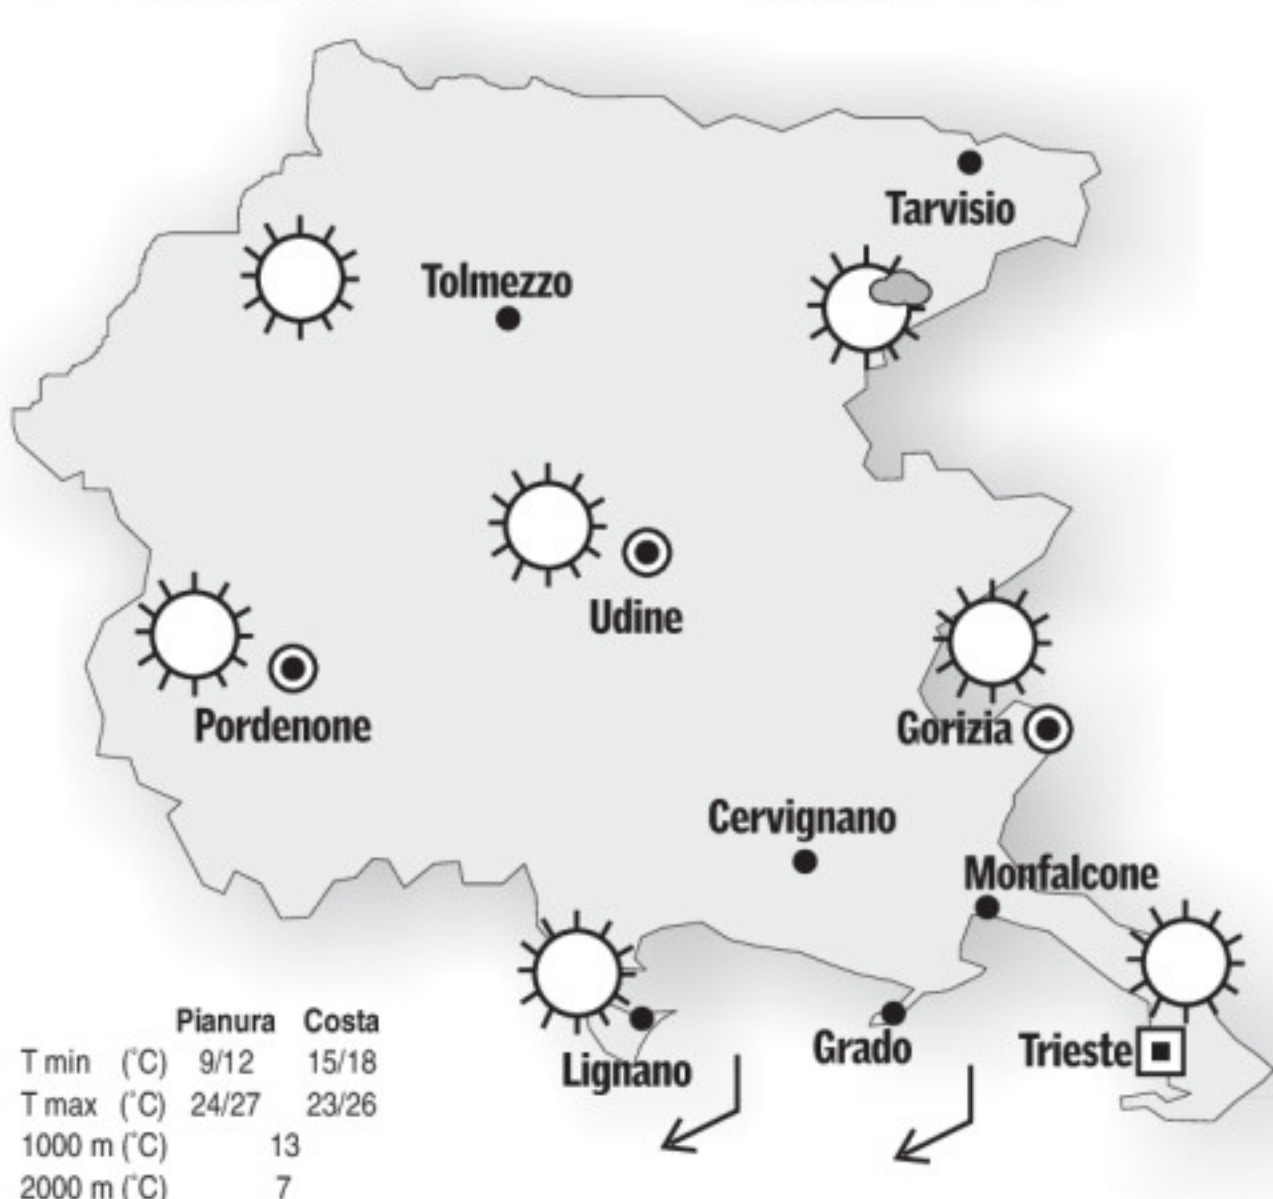 Tarvisio
Tolmezzo
Udine
Pordenone
Gorizia
Cervignano
Monfalcone
Grado
Trieste
Lignano
Pianura Costa
T min (°C) 9/12 15/18
T max (°C) 24/27 23/26
1000 m (°C) 13
2000 m (°C) 7